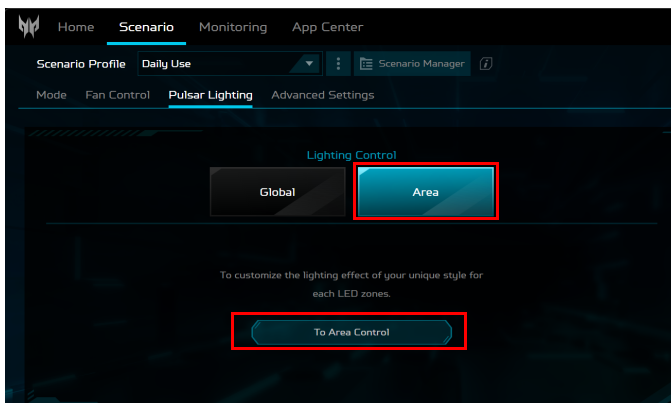 Home Scenario Monitoring App Center
Scenario Profile Daily Use Scenario Manager i
Mode Fan Control Pulsar Lighting Advanced Settings
Lighting Control
Global Area
To customize the lighting effect of your unique style for
each LED zones.
To Area Control